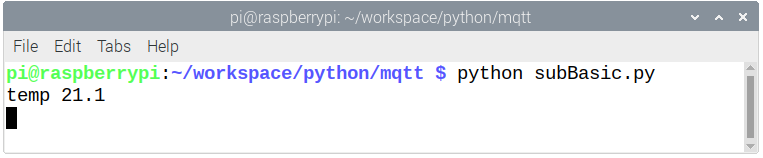 pi@raspberrypi: ~/workspace/python/mqtt
File Edit Tabs Help
pi@raspberrypi:~/workspace/python/mqtt $ python subBasic.py
temp 21.1